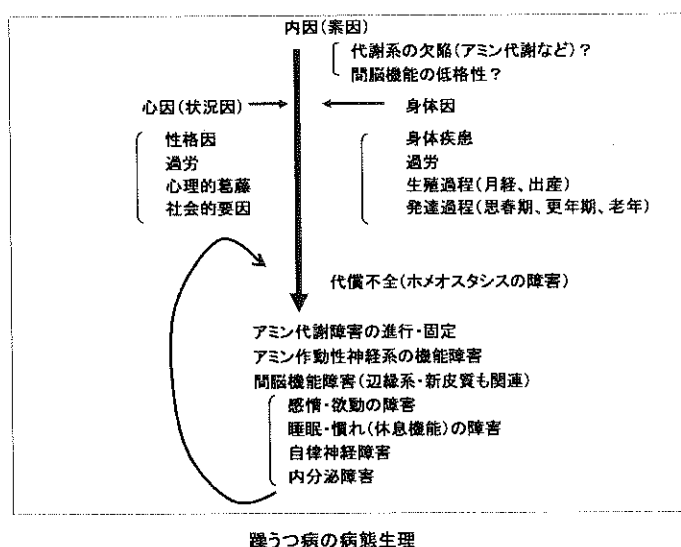 内因(素因)
代謝系の欠陥(アミン代謝など)?
間脳機能の低格性?
心因(状況因)
性格因
過労
心理的葛藤
社会的要因
身体因
身体疾患
過労
生殖過程(月経、出産)
発達過程(思春期、更年期、老年)
代償不全(ホメオスタシスの障害)
アミン代謝障害の進行・固定
アミン作動性神経系の機能障害
間脳機能障害(辺縁系・新皮質も関連)
感情・欲動の障害
睡眠・慣れ(休息機能)の障害
自律神経障害
内分泌障害
躁うつ病の病態生理